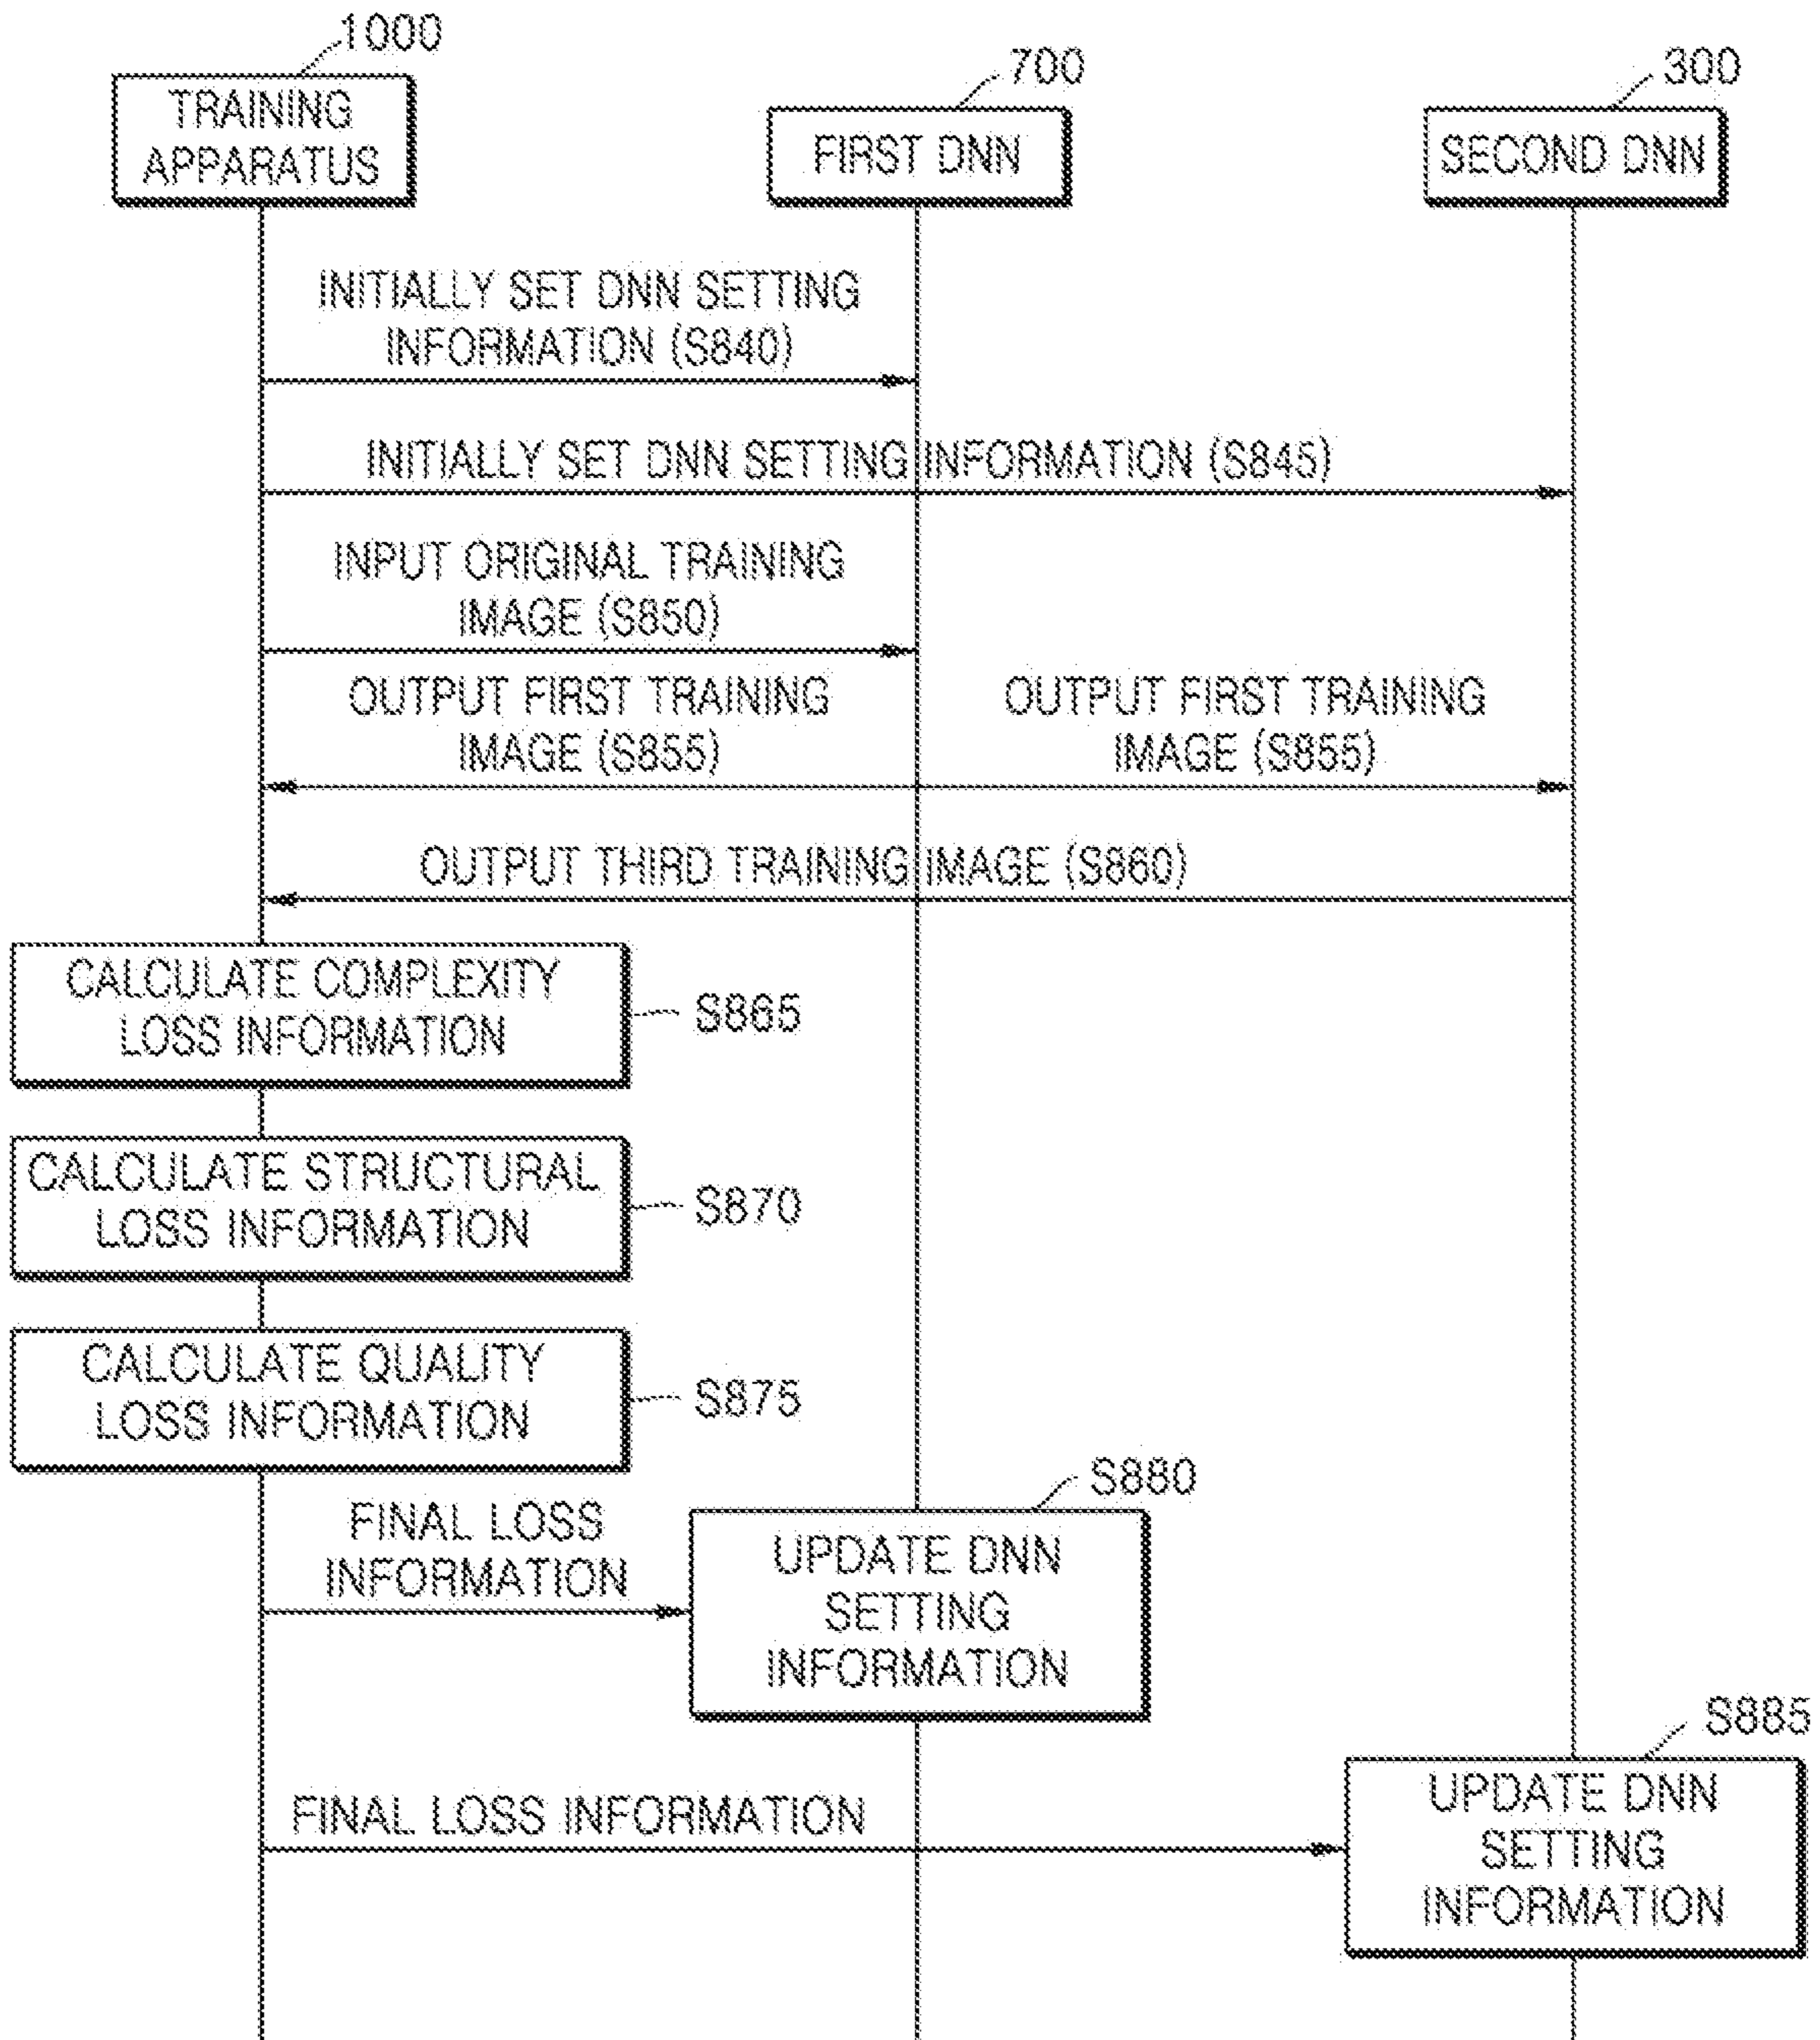 1000
TRAINING
APPARATUS
700
FIRST DNN
300
SECOND DNN
INITIALLY SET DNN SETTING
INFORMATION (S840)
INITIALLY SET DNN SETTING INFORMATION (S845)
INPUT ORIGINAL TRAINING
IMAGE (S850)
OUTPUT FIRST TRAINING
IMAGE (S855)
OUTPUT FIRST TRAINING
IMAGE (S855)
OUTPUT THIRD TRAINING IMAGE (S860)
CALCULATE COMPLEXITY
LOSS INFORMATION
S865
CALCULATE STRUCTURAL
LOSS INFORMATION
S870
CALCULATE QUALITY
LOSS INFORMATION
S875
FINAL LOSS
INFORMATION
S880
UPDATE DNN
SETTING
INFORMATION
FINAL LOSS INFORMATION
S885
UPDATE DNN
SETTING
INFORMATION